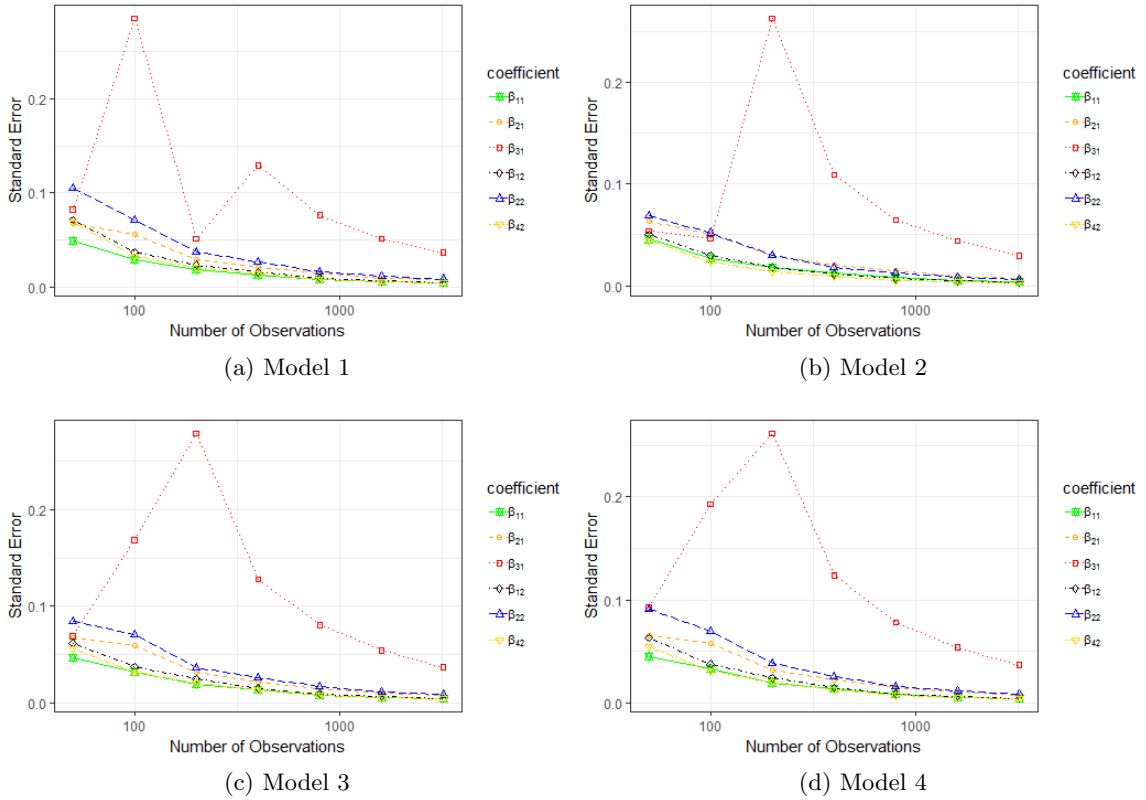 0.2
0.1
0.0
Standard Error
100
1000
Number of Observations
coefficient
β11
β21
β31
β12
β22
β42
(a) Model 1
0.2
0.1
0.0
Standard Error
100
1000
Number of Observations
coefficient
β11
β21
β31
β12
β22
β42
(b) Model 2
0.2
0.1
0.0
Standard Error
100
1000
Number of Observations
coefficient
β11
β21
β31
β12
β22
β42
(c) Model 3
0.2
0.1
0.0
Standard Error
100
1000
Number of Observations
coefficient
β11
β21
β31
β12
β22
β42
(d) Model 4